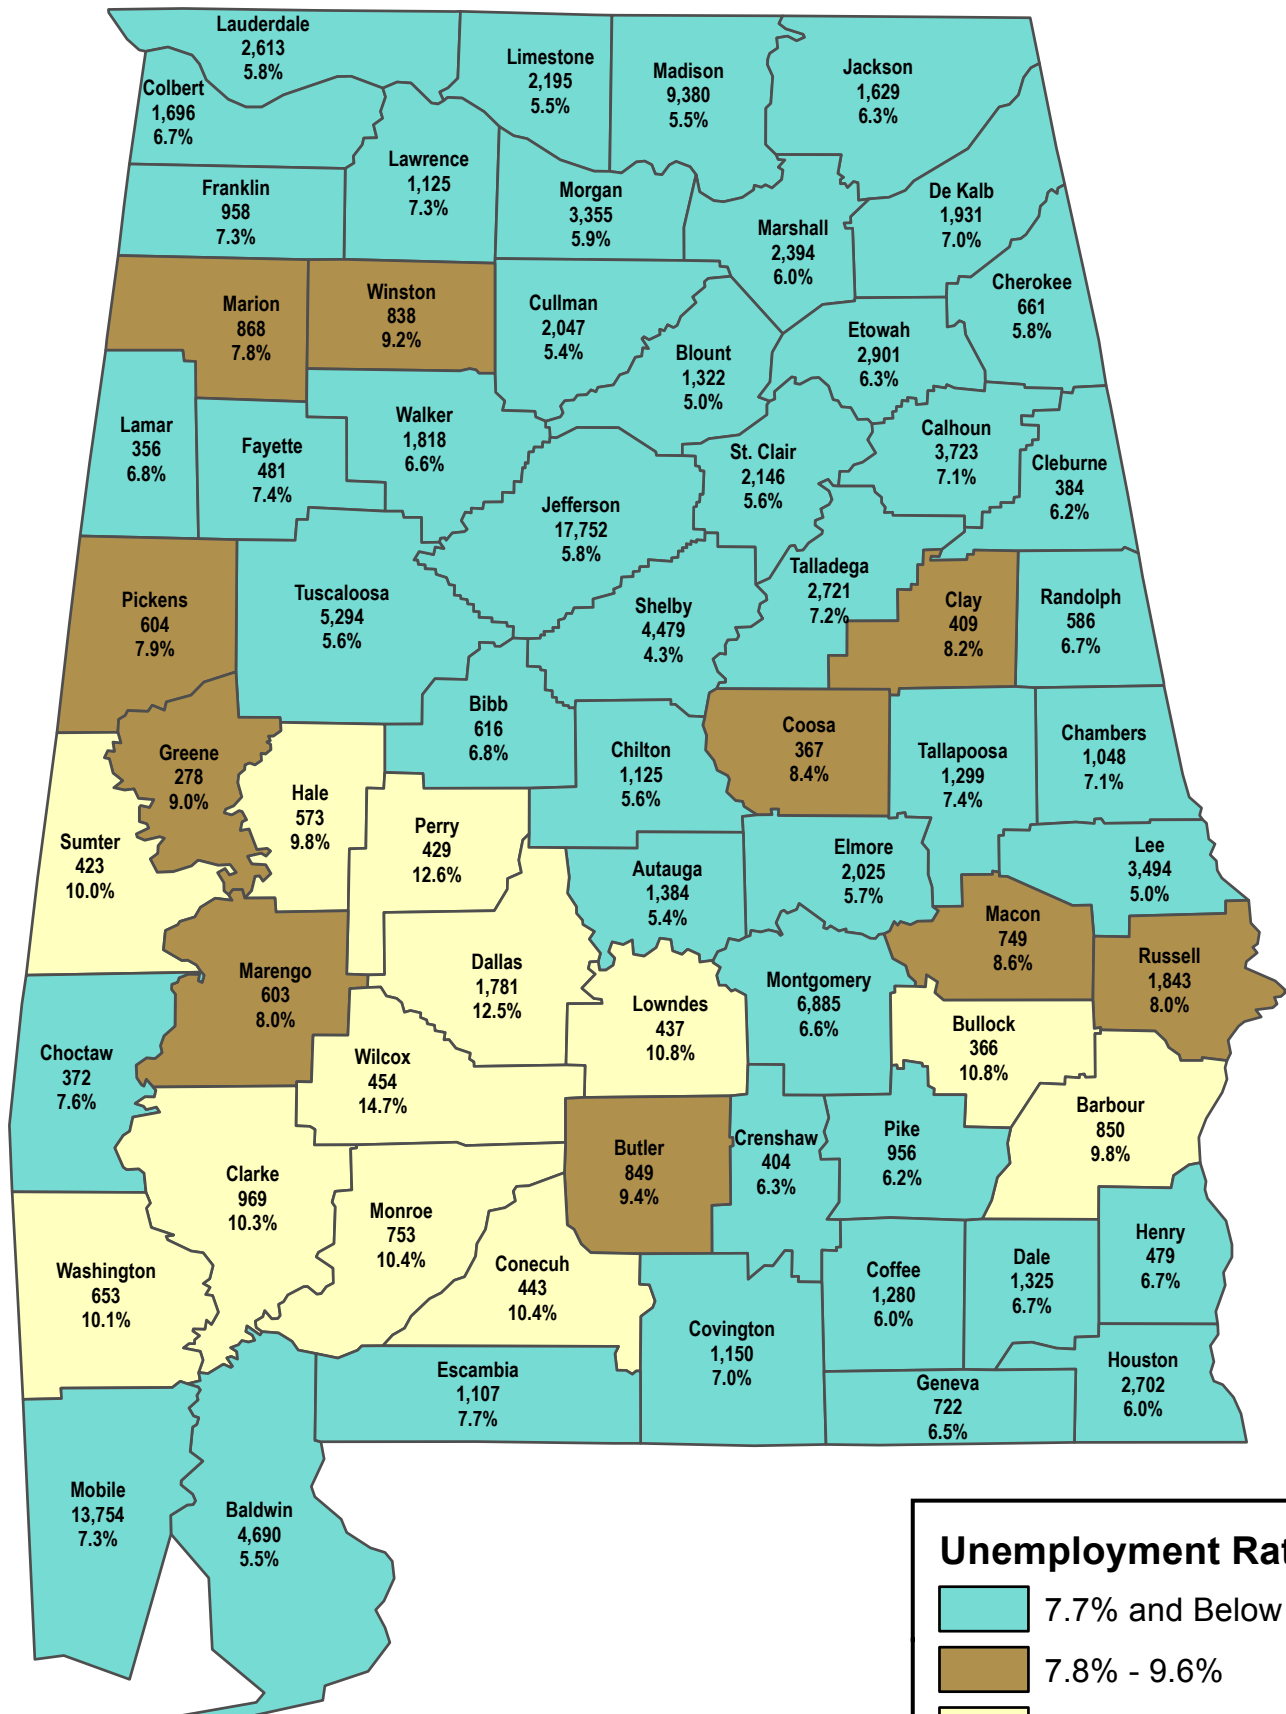 Lauderdale
2,613
5.8%
Limestone
2,195
5.5%
Madison
9,380
5.5%
Jackson
1,629
6.3%
Colbert
1,696
6.7%
Lawrence
1,125
7.3%
Franklin
958
7.3%
Morgan
3,355
5.9%
De Kalb
1,931
7.0%
Marshall
2,394
6.0%
Cherokee
661
5.8%
Marion
868
7.8%
Winston
838
9.2%
Cullman
2,047
5.4%
Etowah
2,901
6.3%
Blount
1,322
5.0%
Lamar
356
6.8%
Fayette
481
7.4%
Walker
1,818
6.6%
St. Clair
2,146
5.6%
Calhoun
3,723
7.1%
Cleburne
384
6.2%
Jefferson
17,752
5.8%
Talladega
2,721
7.2%
Pickens
604
7.9%
Tuscaloosa
5,294
5.6%
Shelby
4,479
4.3%
Clay
409
8.2%
Randolph
586
6.7%
Bibb
616
6.8%
Coosa
367
8.4%
Chambers
1,048
7.1%
Greene
278
9.0%
Chilton
1,125
5.6%
Tallapoosa
1,299
7.4%
Hale
573
9.8%
Perry
429
12.6%
Sumter
423
10.0%
Autauga
1,384
5.4%
Elmore
2,025
5.7%
Lee
3,494
5.0%
Macon
749
8.6%
Russell
1,843
8.0%
Marengo
603
8.0%
Dallas
1,781
12.5%
Montgomery
6,885
6.6%
Lowndes
437
10.8%
Bullock
366
10.8%
Choctaw
372
7.6%
Wilcox
454
14.7%
Barbour
850
9.8%
Clarke
969
10.3%
Butler
849
9.4%
Crenshaw
404
6.3%
Pike
956
6.2%
Monroe
753
10.4%
Henry
479
6.7%
Washington
653
10.1%
Conecuh
443
10.4%
Coffee
1,280
6.0%
Dale
1,325
6.7%
Covington
1,150
7.0%
Escambia
1,107
7.7%
Geneva
722
6.5%
Houston
2,702
6.0%
Mobile
13,754
7.3%
Baldwin
4,690
5.5%
Unemployment Rat
7.7% and Below
7.8% - 9.6%